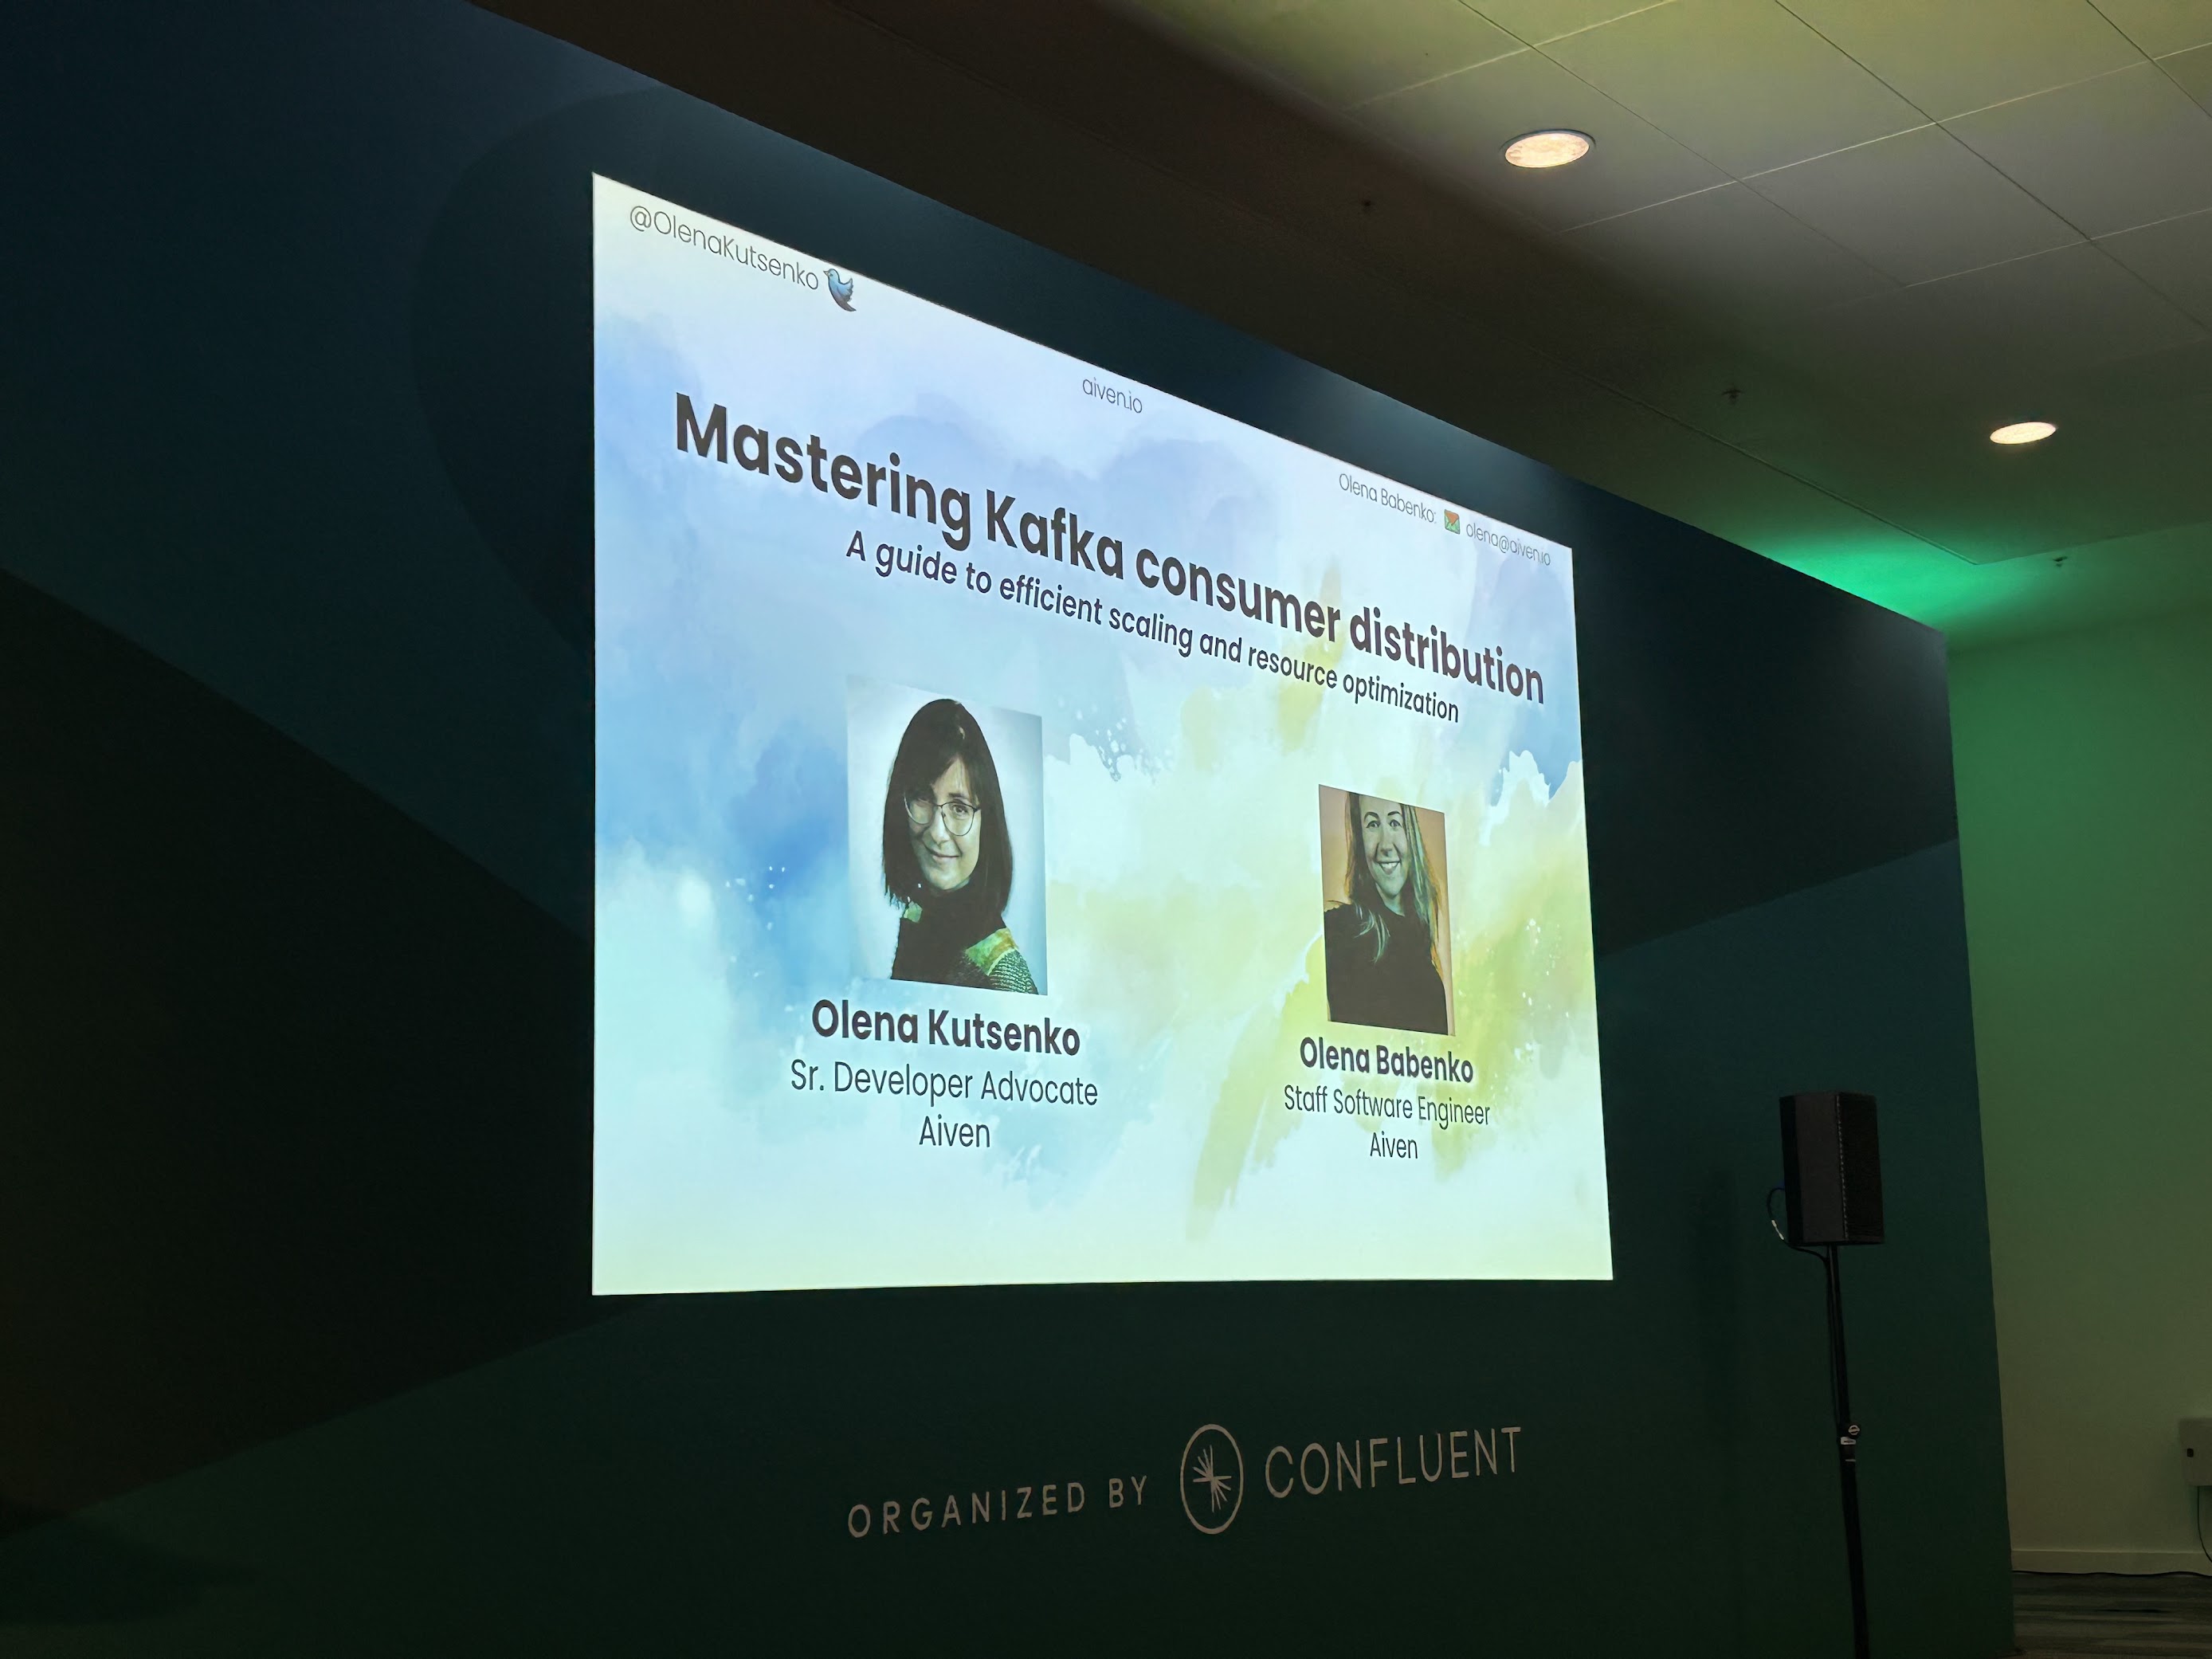 @OlenaKutsenko
aiven.io
Olena Babenko: olena@aiven.io
Mastering Kafka consumer distribution
A guide to efficient scaling and resource optimization
Olena Kutsenko
Sr. Developer Advocate
Aiven
Olena Babenko
Staff Software Engineer
Aiven
ORGANIZED BY CONFLUENT